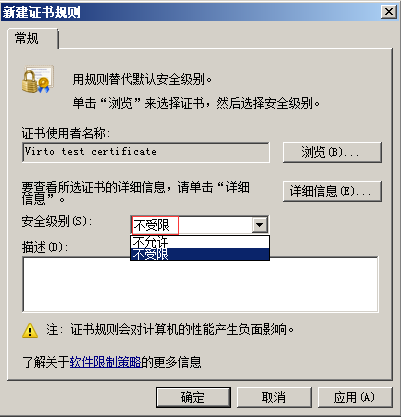 新建证书规则
常规
用规则替代默认安全级别。
单击“浏览”来选择证书，然后选择安全级别。
证书使用者名称:
Virto test certificate
浏览(B)...
要查看所选证书的详细信息，请单击“详细
信息”。
详细信息(E)...
安全级别(S):
不受限
不允许
不受限
描述(D):
注: 证书规则会对计算机的性能产生负面影响。
了解关于软件限制策略的更多信息
确定
取消
应用(A)